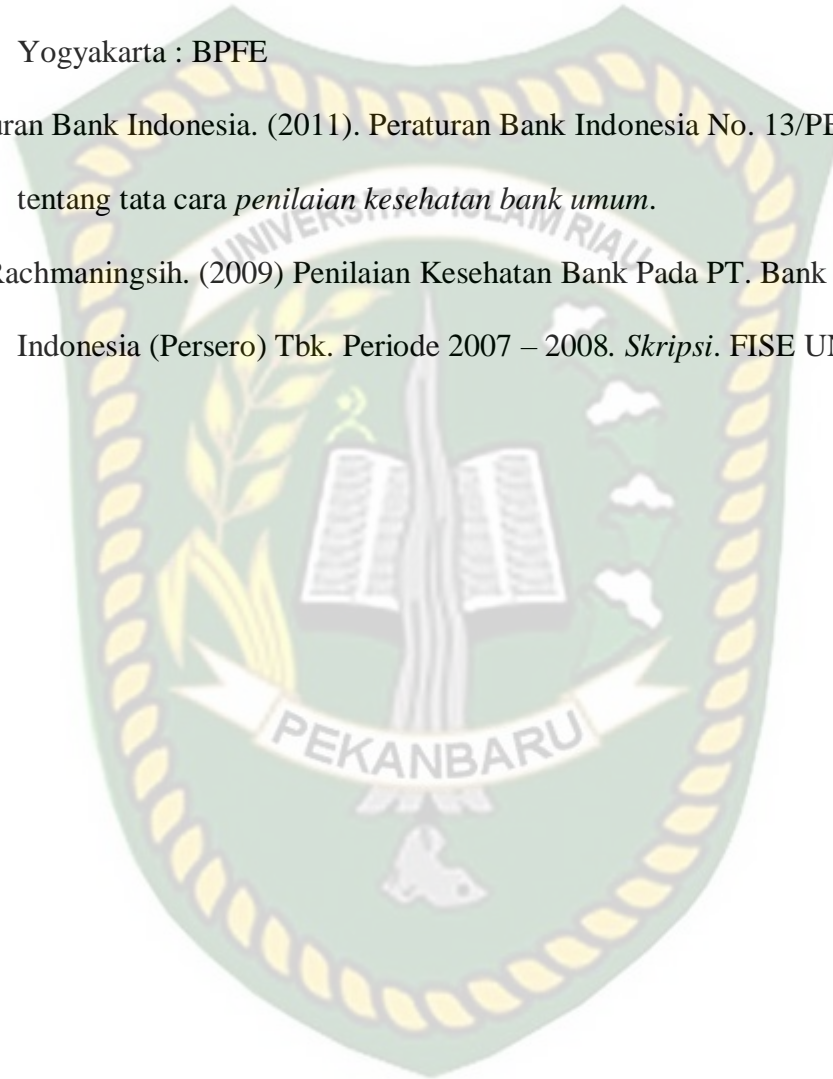 Yogyakarta : BPFE
uran Bank Indonesia. (2011). Peraturan Bank Indonesia No. 13/PE
tentang tata cara penilaian kesehatan bank umum.
UNIVERSITAS ISLAM RIAU
Rachmaningsih. (2009) Penilaian Kesehatan Bank Pada PT. Bank
Indonesia (Persero) Tbk. Periode 2007 – 2008. Skripsi. FISE UN
PEKANBARU